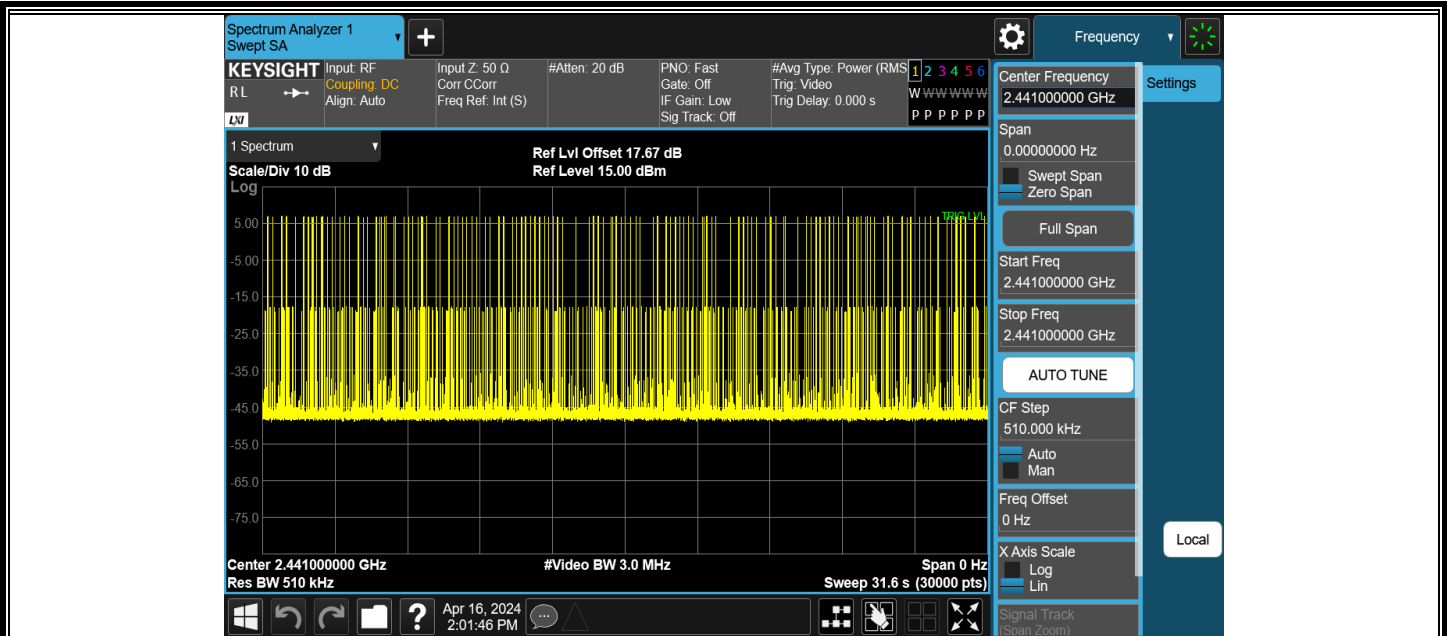 Spectrum Analyzer 1
Swept SA
+
Frequency
KEYSIGHT
R L
LXI
Input: RF
Coupling: DC
Align: Auto
Input Z: 50 Ω
Corr CCorr
Freq Ref: Int (S)
#Atten: 20 dB
PNO: Fast
Gate: Off
IF Gain: Low
Sig Track: Off
#Avg Type: Power (RMS
Trig: Video
Trig Delay: 0.000 s
1 2 3 4 5 6
W W W W W W
P P P P P P
1 Spectrum
Scale/Div 10 dB
Log
Ref Lvl Offset 17.67 dB
Ref Level 15.00 dBm
TRIG LVL
5.00
-5.00
-15.0
-25.0
-35.0
-45.0
-55.0
-65.0
-75.0
Center 2.441000000 GHz
Res BW 510 kHz
#Video BW 3.0 MHz
Span 0 Hz
Sweep 31.6 s (30000 pts)
Center Frequency
2.441000000 GHz
Settings
Span
0.00000000 Hz
Swept Span
Zero Span
Full Span
Start Freq
2.441000000 GHz
Stop Freq
2.441000000 GHz
AUTO TUNE
CF Step
510.000 kHz
Auto
Man
Freq Offset
0 Hz
X Axis Scale
Log
Lin
Signal Track
(Span Zoom)
Local
?
Apr 16, 2024
2:01:46 PM